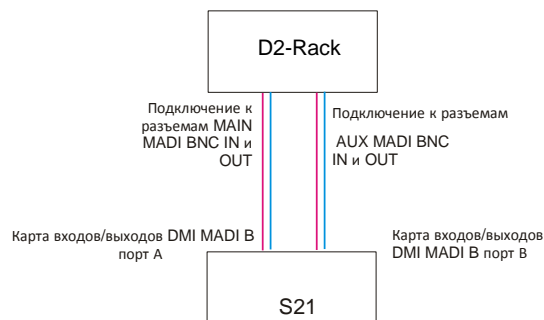 D2-Rack
Подключение к
разъемам MAIN
MADI BNC IN и
OUT
Подключение к разъемам
AUX MADI BNC
IN и OUT
Карта входов/выходов DMI MADI B
порт A
Карта входов/выходов
DMI MADI B порт B
S21